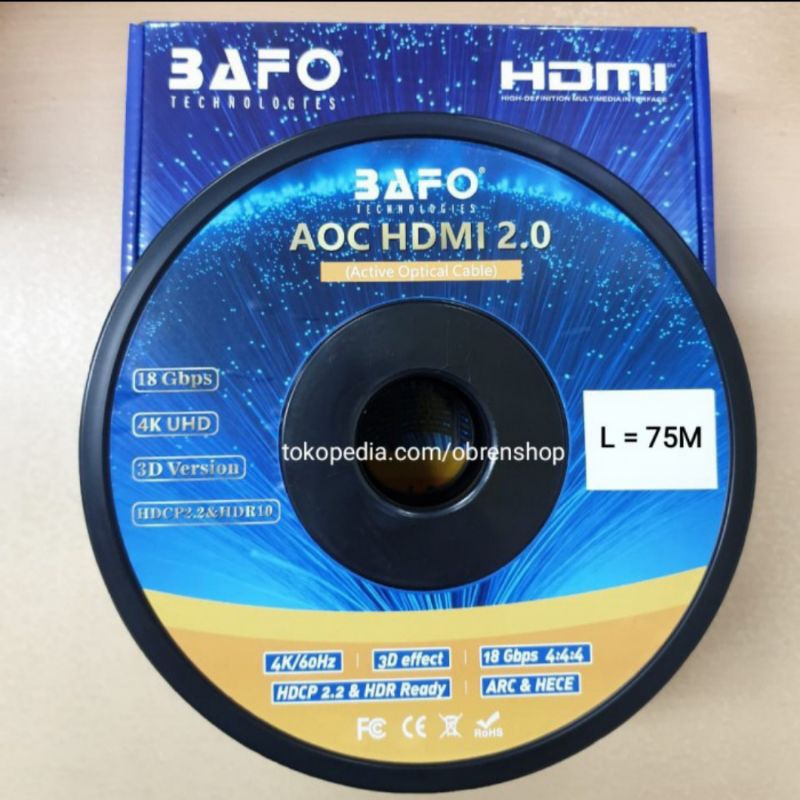 BAFO
TECHNOLOGIES
HDMI
HIGH-DEFINITION MULTIMEDIA INTERFACE
BAFO®
TECHNOLOGIES
AOC HDMI 2.0
(Active Optical Cable)
18 Gbps
4K UHD
3D Version
HDCP2.2&HDR10
tokopedia.com/obrenshop
L = 75M
4K/60Hz
3D effect
18 Gbps 4:4:4
HDCP 2.2 & HDR Ready
ARC & HECE
FC CE RoHS